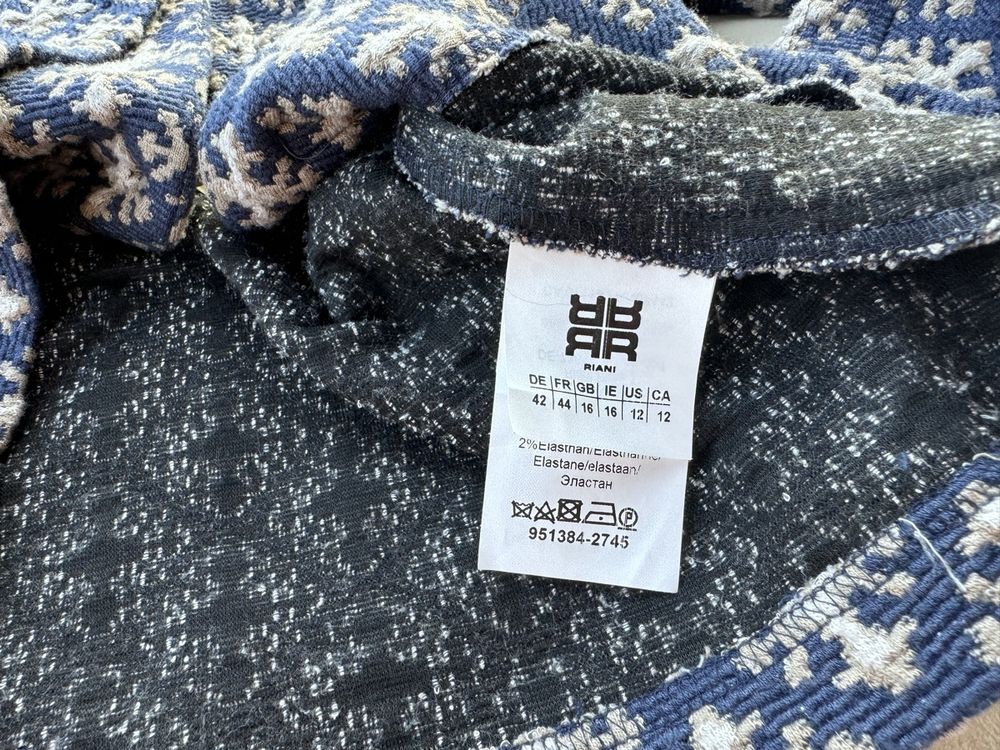 RIANI
DE FR GB IE US CA
42 44 16 16 12 12
2% Elasthan/Elasthanne/
Elastane/elastaan/
Эластан
951384-2745